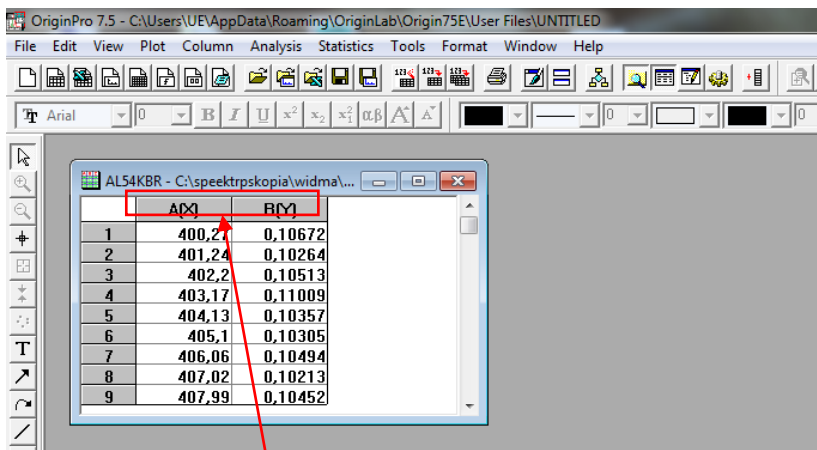 OriginPro 7.5 - C:\Users\UE\AppData\Roaming\OriginLab\Origin75E\User Files\UNTITLED
File Edit View Plot Column Analysis Statistics Tools Format Window Help
Arial 0 B I U x² x₂ αβ A A 0 0
AL54KBR - C:\speektrpskopia\widma\...
A(X) B(Y)
1 400,27 0,10672
2 401,24 0,10264
3 402,2 0,10513
4 403,17 0,11009
5 404,13 0,10357
6 405,1 0,10305
7 406,06 0,10494
8 407,02 0,10213
9 407,99 0,10452
T